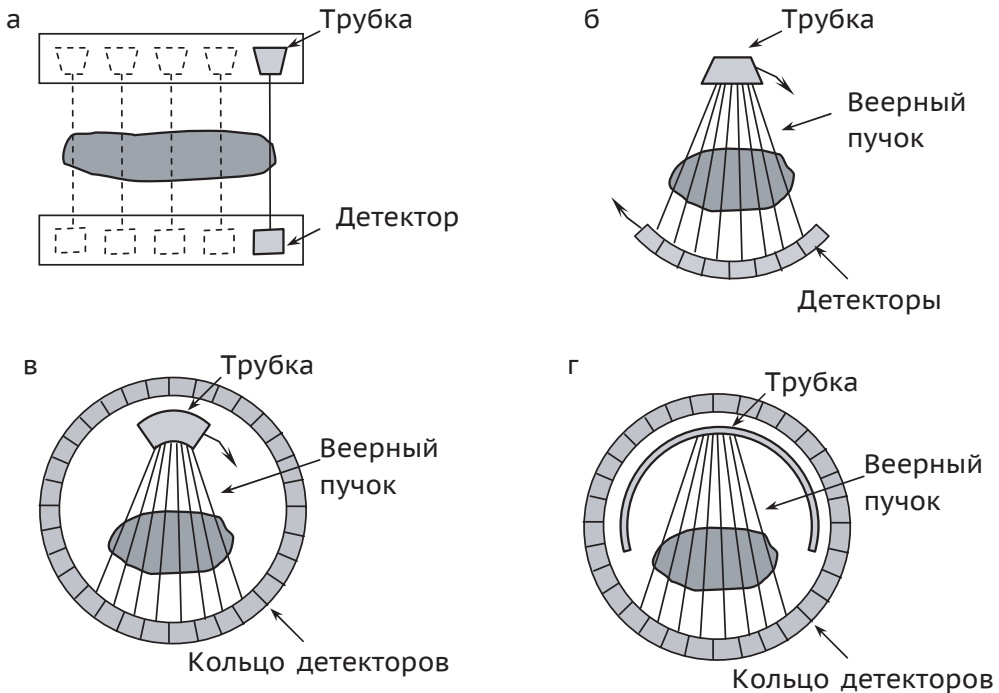 а
Трубка
Детектор
б
Трубка
Веерный
пучок
Детекторы
в
Трубка
Веерный
пучок
Кольцо детекторов
г
Трубка
Веерный
пучок
Кольцо детекторов